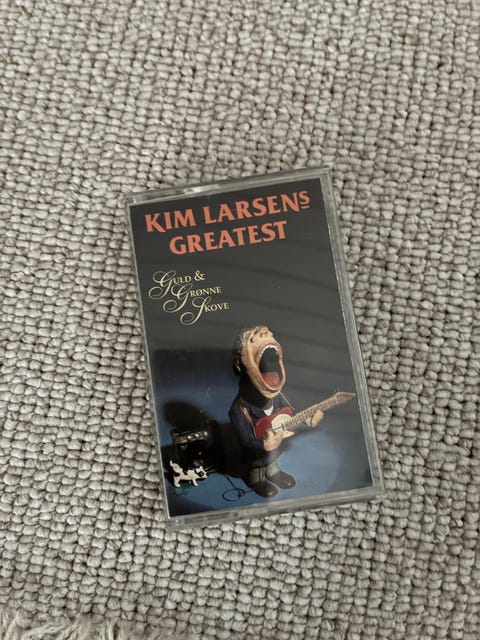 KIM LARSENS
GREATEST
GULD &
GRØNNE
SKOVE